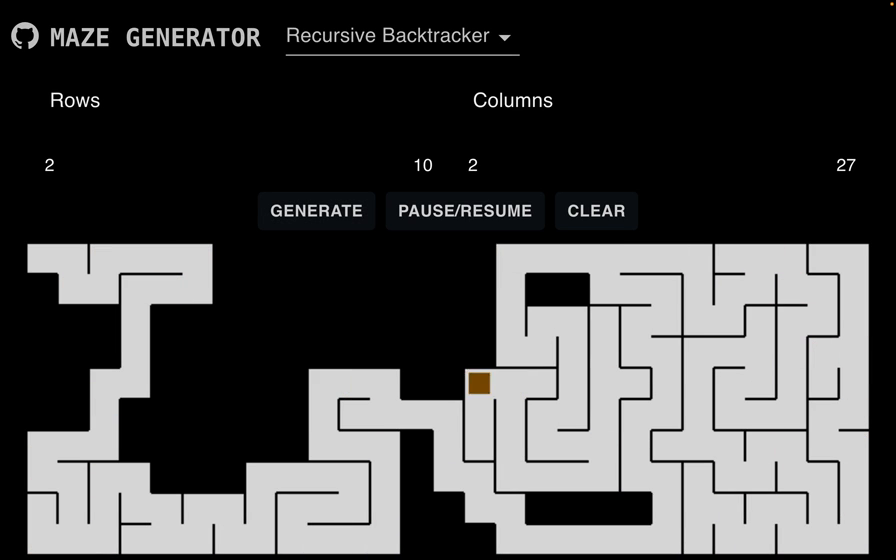 MAZE GENERATOR Recursive Backtracker
Rows Columns
2 10 2 27
GENERATE PAUSE/RESUME CLEAR